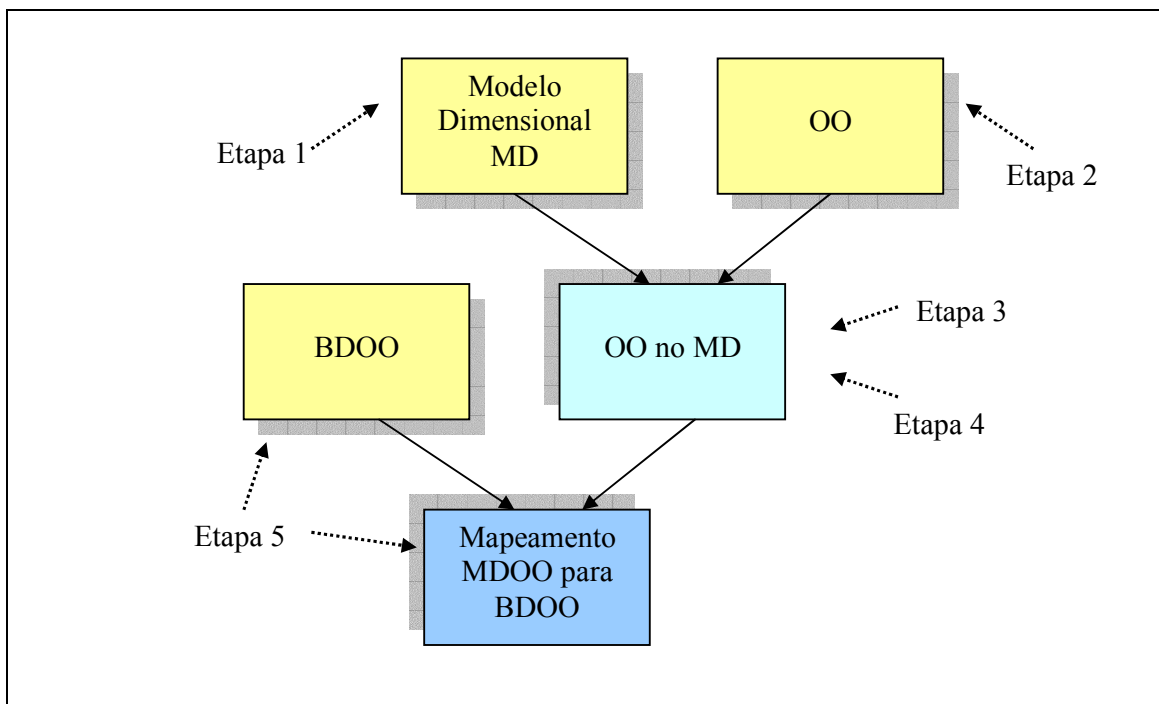 Modelo
Dimensional
MD
OO
Etapa 1
Etapa 2
BDOO
OO no MD
Etapa 3
Etapa 4
Etapa 5
Mapeamento
MDOO para
BDOO